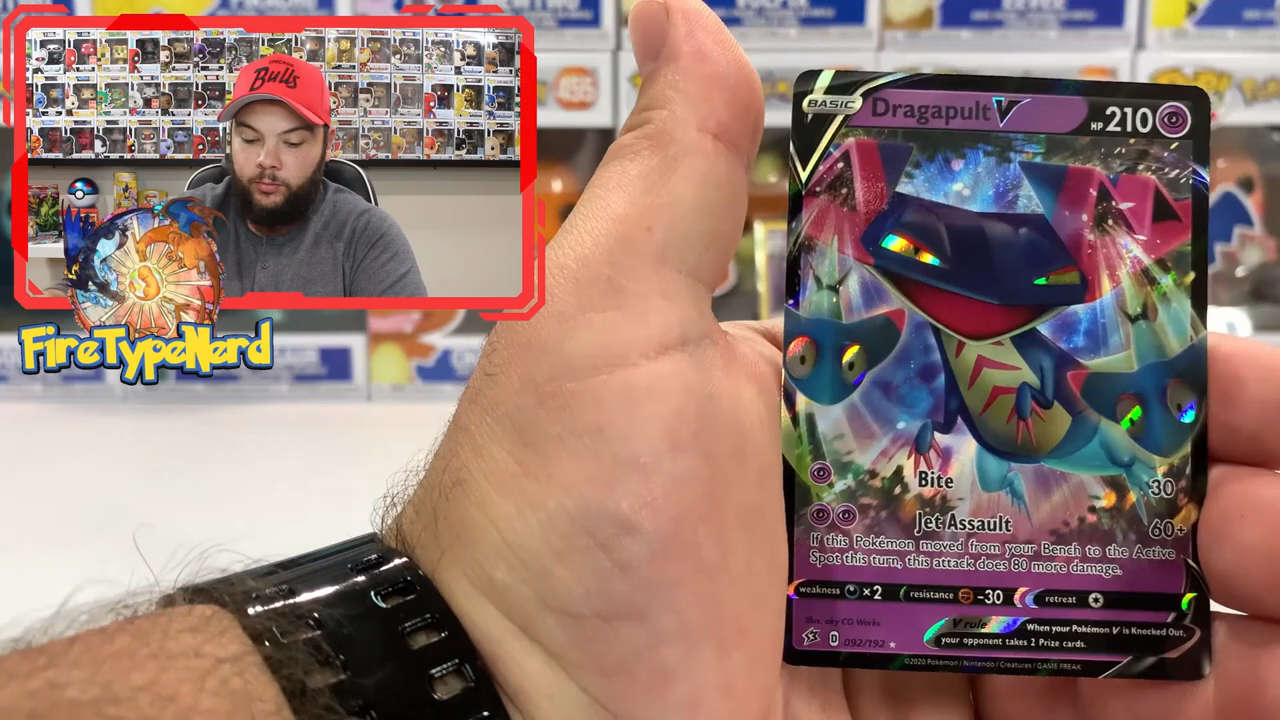 CHICAGO
Bulls
FireTypeNerd
BASIC
Dragapult V
HP 210
Bite 30
Jet Assault 60+
If this Pokémon moved from your Bench to the Active
Spot this turn, this attack does 80 more damage.
weakness ×2 resistance -30 retreat
Illus. aky CG Works
V rule When your Pokémon V is Knocked Out,
your opponent takes 2 Prize cards.
D 092/192
©2020 Pokémon / Nintendo / Creatures / GAME FREAK